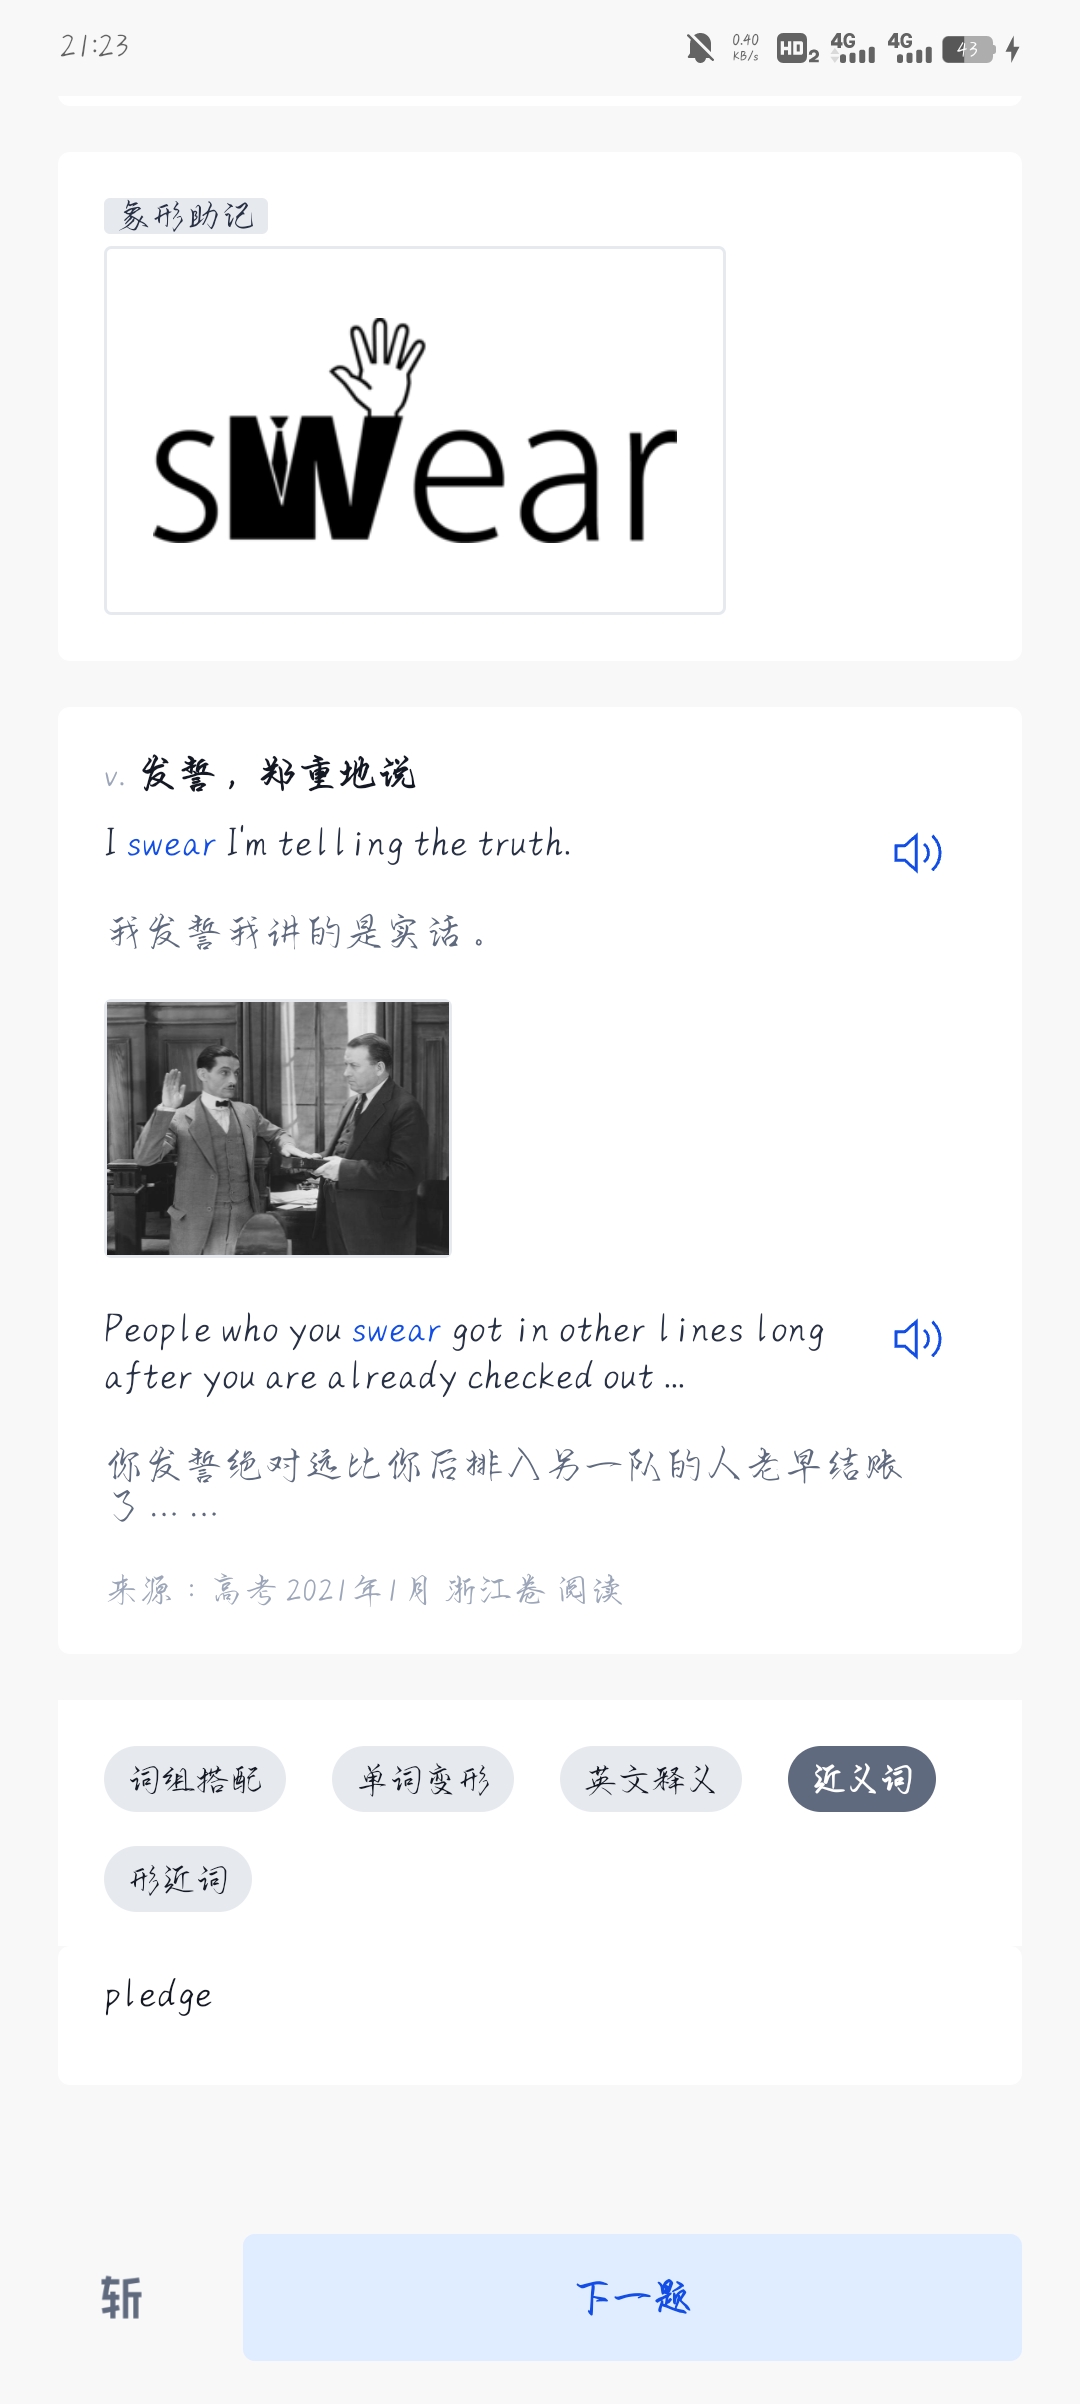 21:23
0.40
KB/s
HD 2
4G
4G
43
象形助记
swear
v. 发誓，郑重地说
I swear I'm telling the truth.
我发誓我讲的是实话。
People who you swear got in other lines long
after you are already checked out ...
你发誓绝对远比你后排入另一队的人老早结账
了……
来源：高考2021年1月 浙江卷 阅读
词组搭配
单词变形
英文释义
近义词
形近词
pledge
斩
下一题